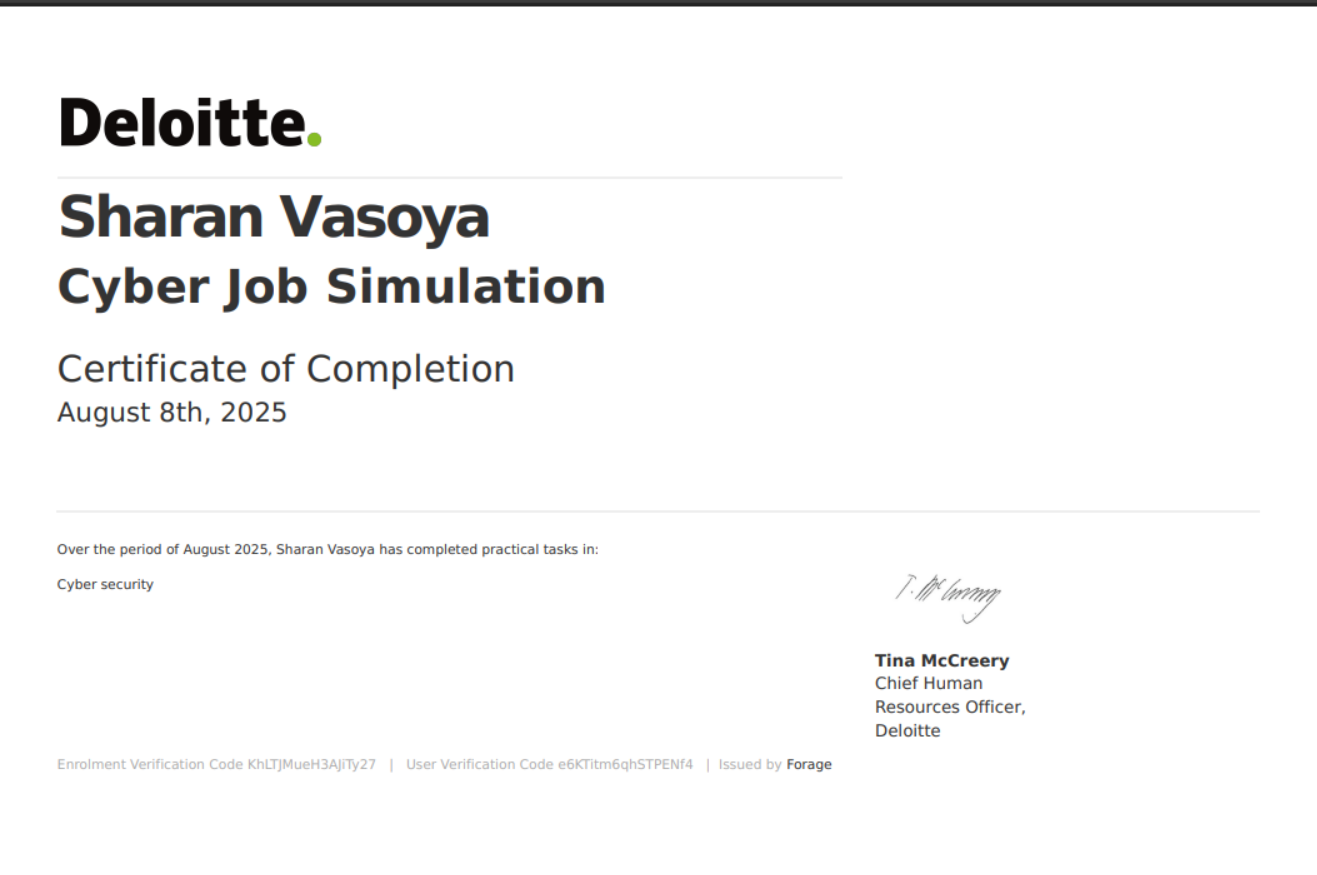 Deloitte.
Sharan Vasoya
Cyber Job Simulation
Certificate of Completion
August 8th, 2025
Over the period of August 2025, Sharan Vasoya has completed practical tasks in:
Cyber security
T. McCreery
Tina McCreery
Chief Human
Resources Officer,
Deloitte
Enrolment Verification Code KhLTJMueH3AJiTy27 | User Verification Code e6KTitm6qhSTPENf4 | Issued by Forage